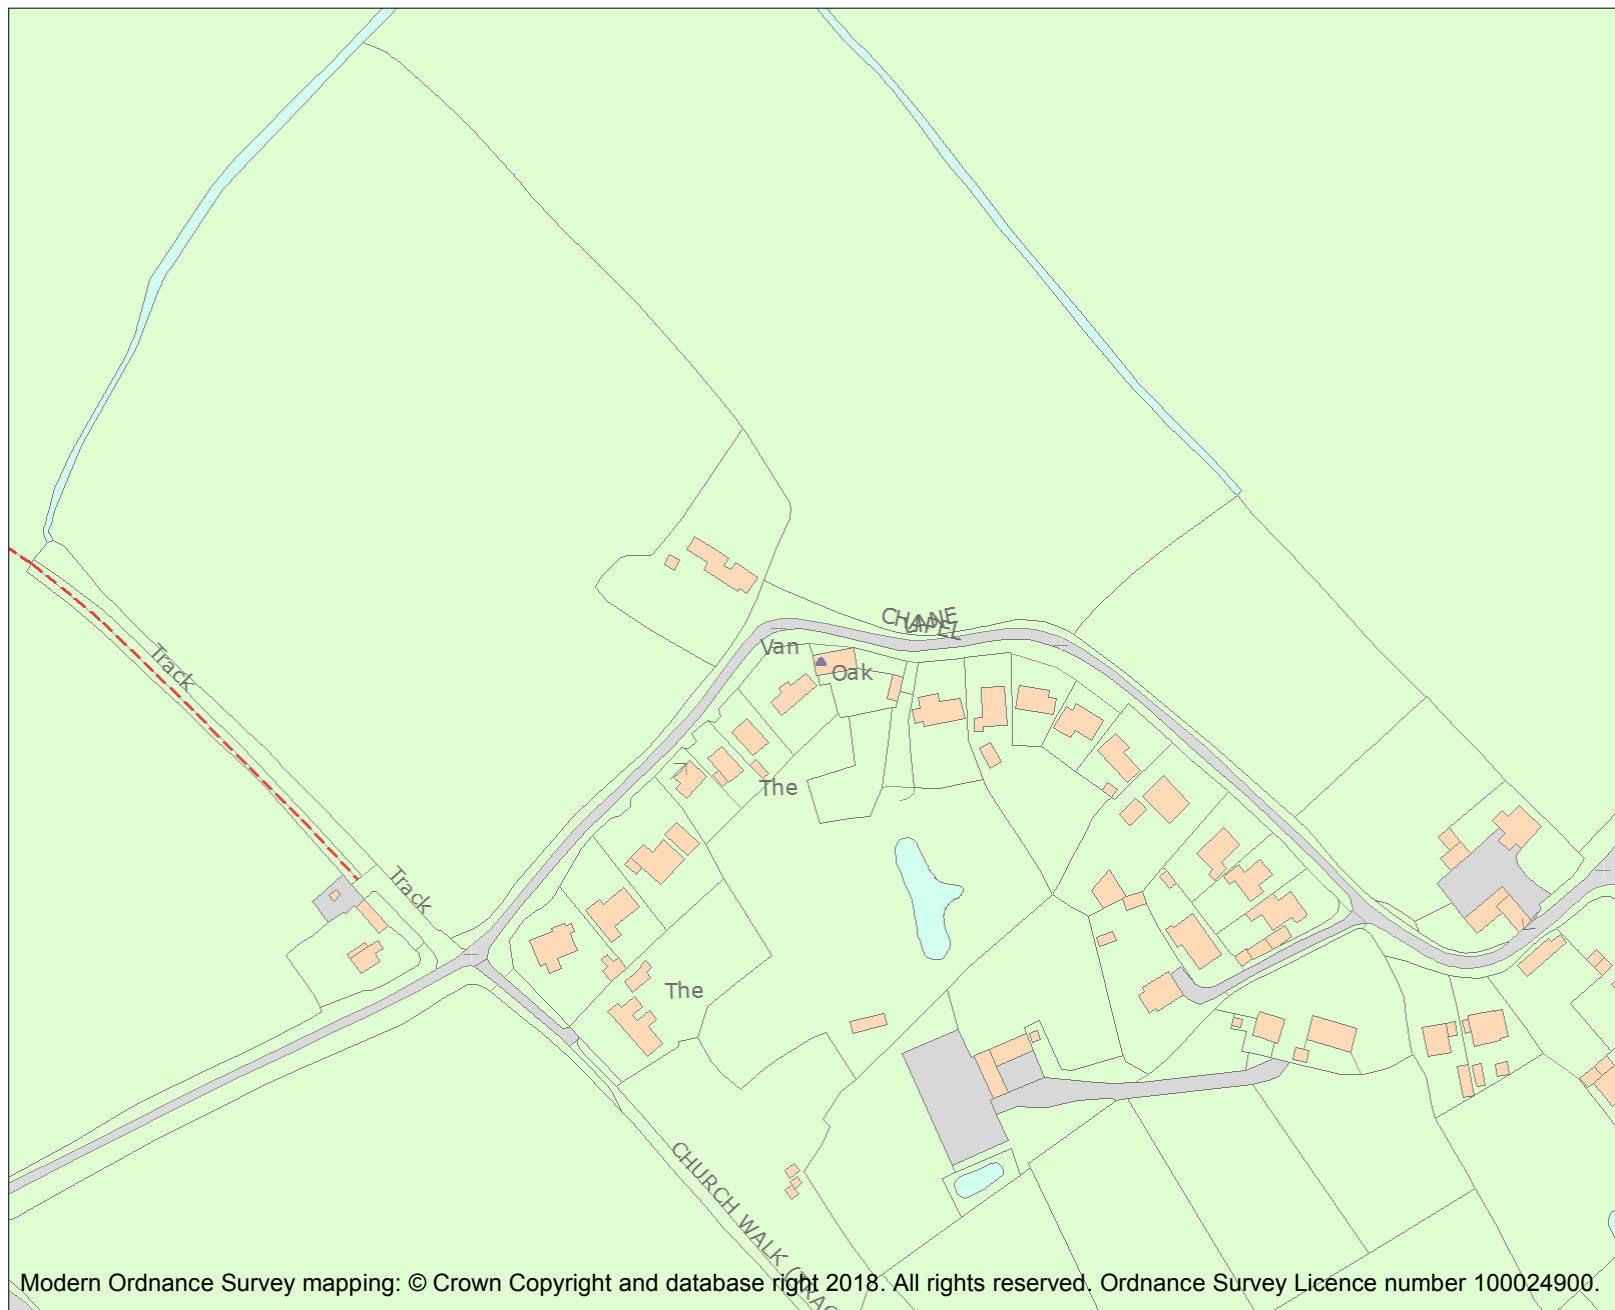 CHAPEL
LANE
Van
Oak
Track
The
Track
The
CHURCH WALK (TRAC
Modern Ordnance Survey mapping: © Crown Copyright and database right 2018. All rights reserved. Ordnance Survey Licence number 100024900.